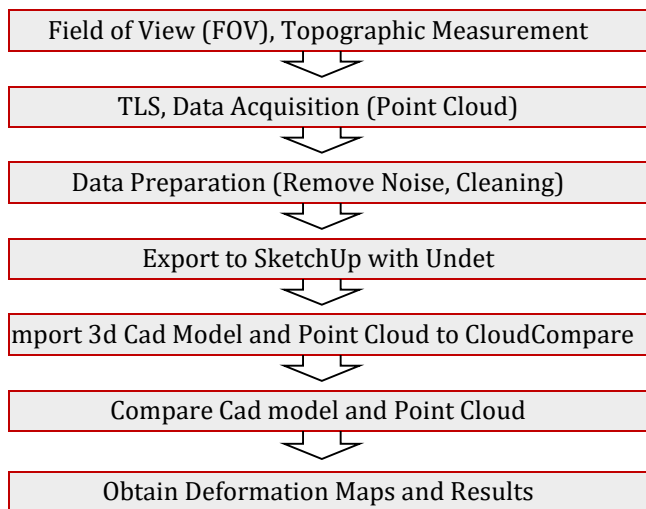 Field of View (FOV), Topographic Measurement
TLS, Data Acquisition (Point Cloud)
Data Preparation (Remove Noise, Cleaning)
Export to SketchUp with Undet
mport 3d Cad Model and Point Cloud to CloudCompare
Compare Cad model and Point Cloud
Obtain Deformation Maps and Results